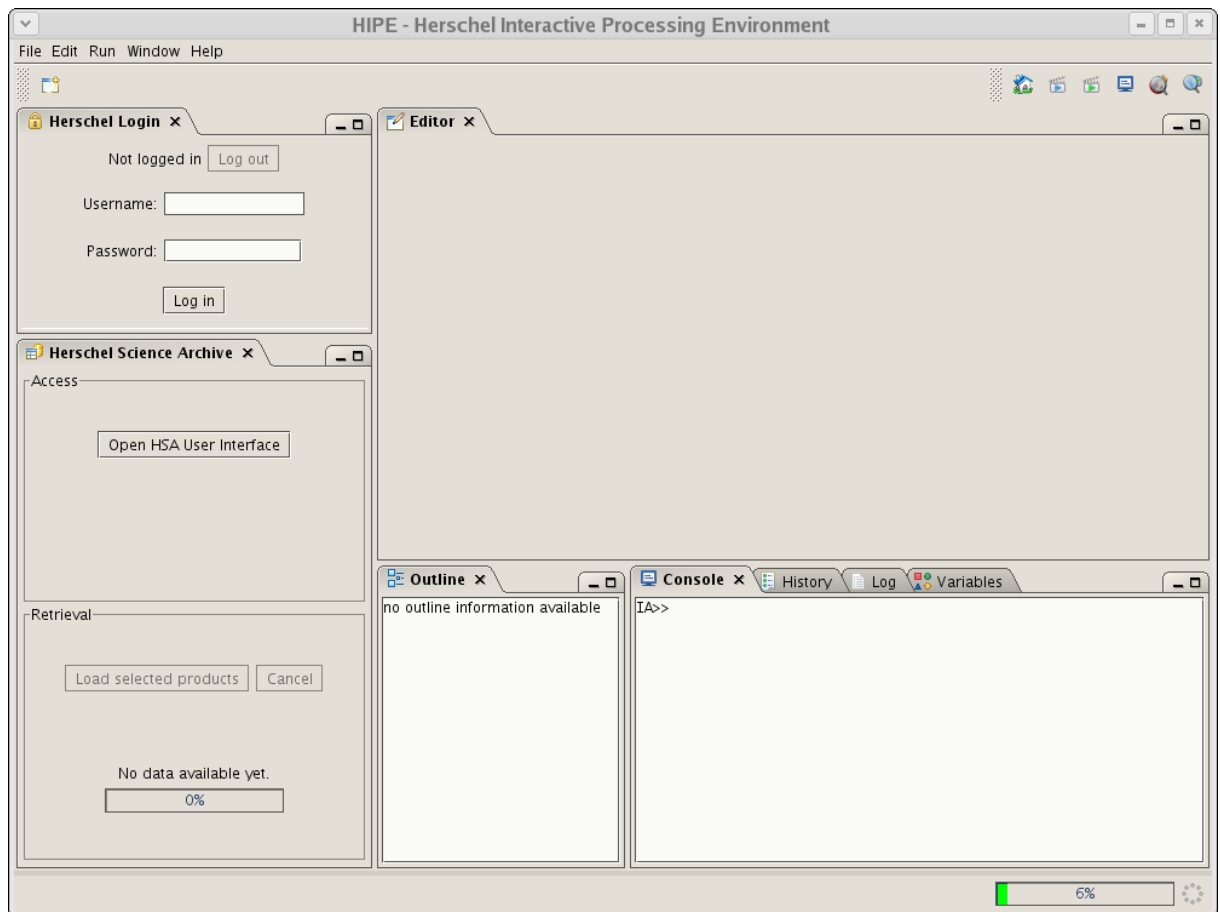 HIPE - Herschel Interactive Processing Environment
File Edit Run Window Help
Herschel Login
Not logged in Log out
Username:
Password:
Log in
Herschel Science Archive
Access
Open HSA User Interface
Retrieval
Load selected products Cancel
No data available yet.
0%
Editor
Outline
no outline information available
Console History Log Variables
IA>>
6%